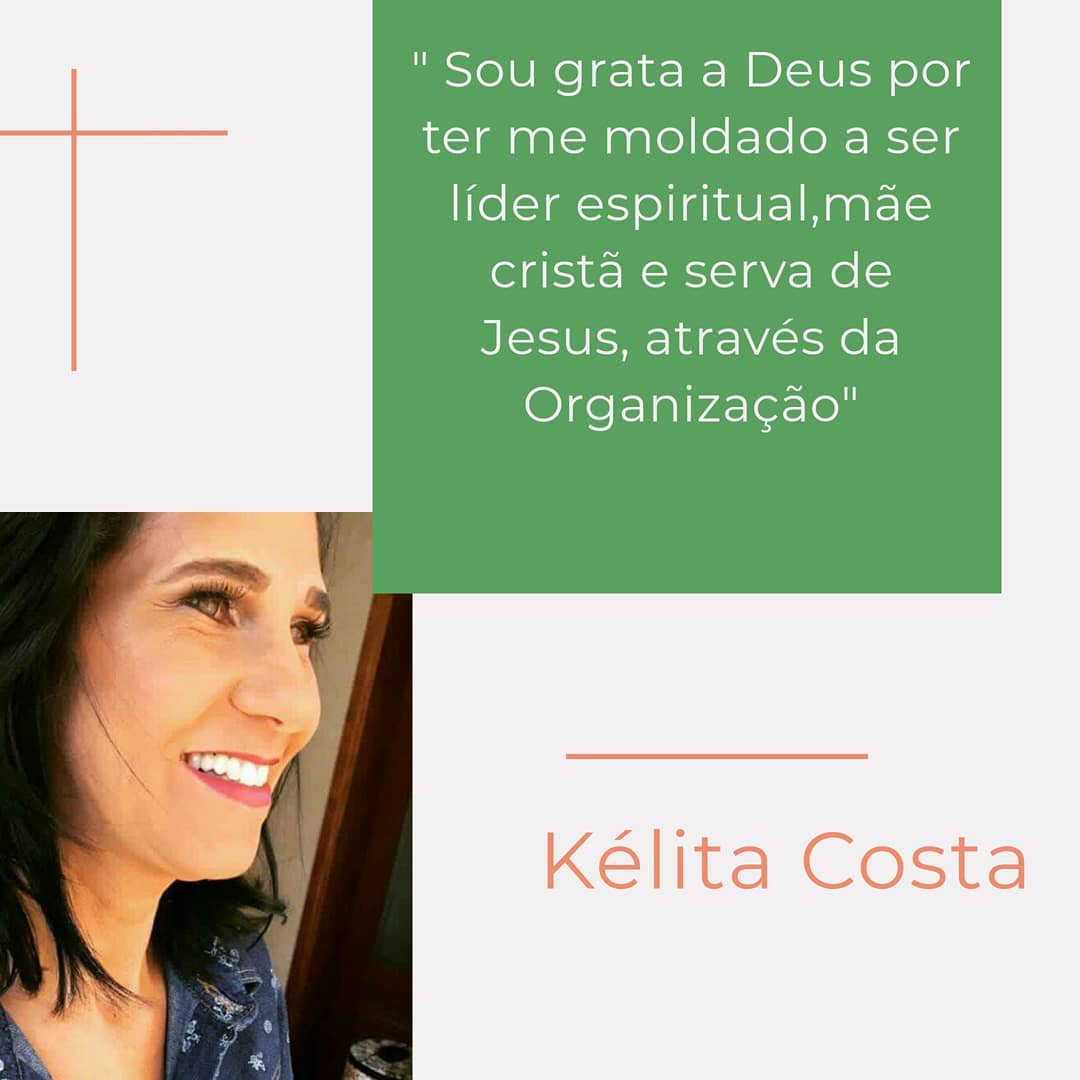 " Sou grata a Deus por
ter me moldado a ser
líder espiritual,mãe
cristã e serva de
Jesus, através da
Organização"
Kélita Costa